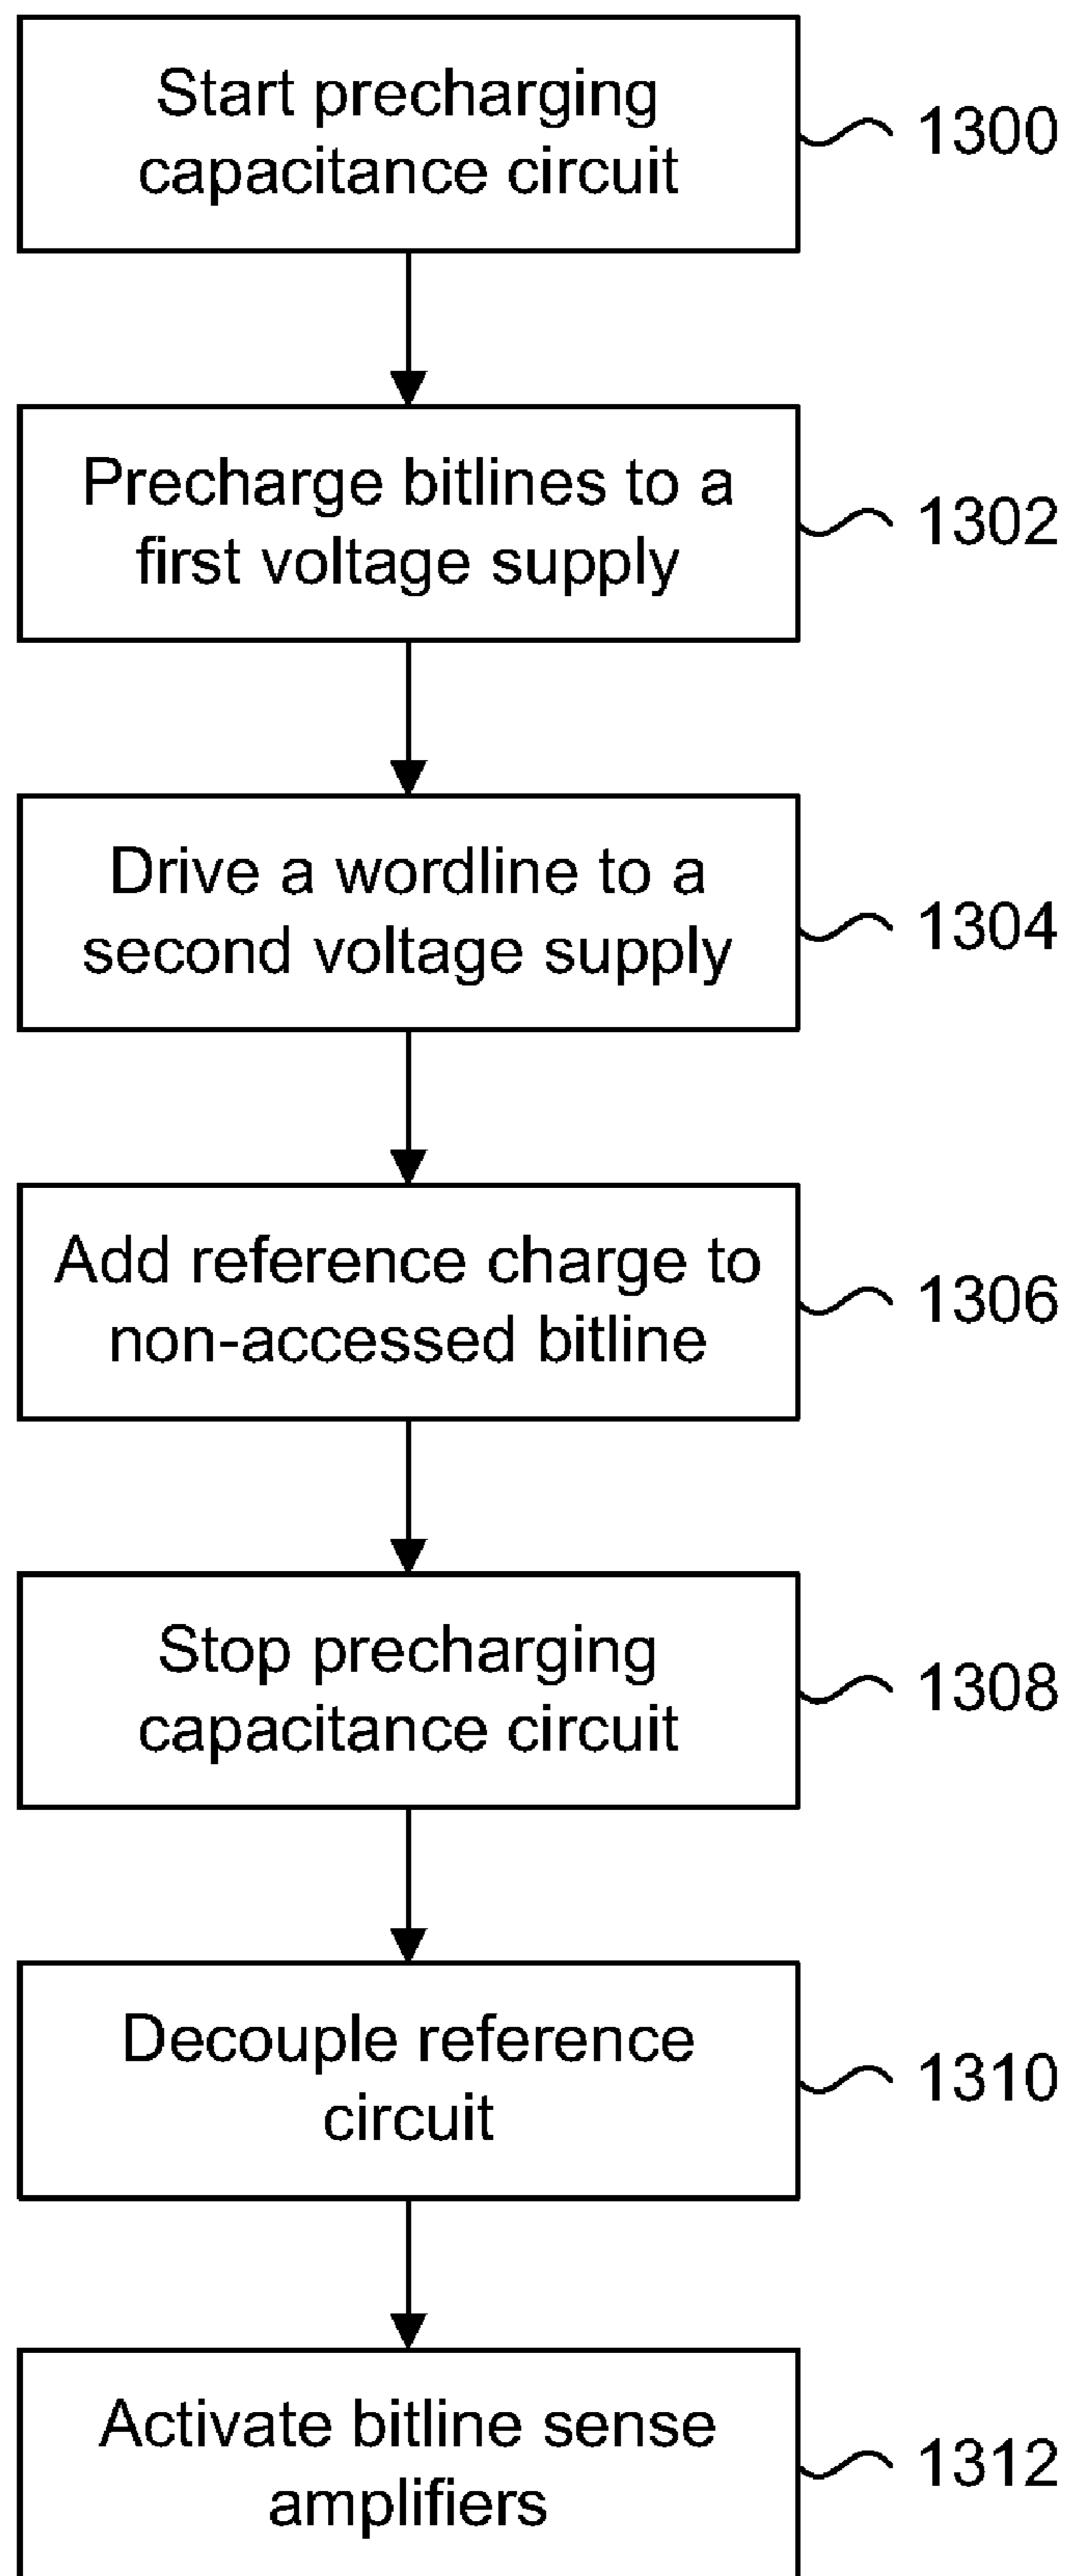 Start precharging
capacitance circuit
1300
Precharge bitlines to a
first voltage supply
1302
Drive a wordline to a
second voltage supply
1304
Add reference charge to
non-accessed bitline
1306
Stop precharging
capacitance circuit
1308
Decouple reference
circuit
1310
Activate bitline sense
amplifiers
1312